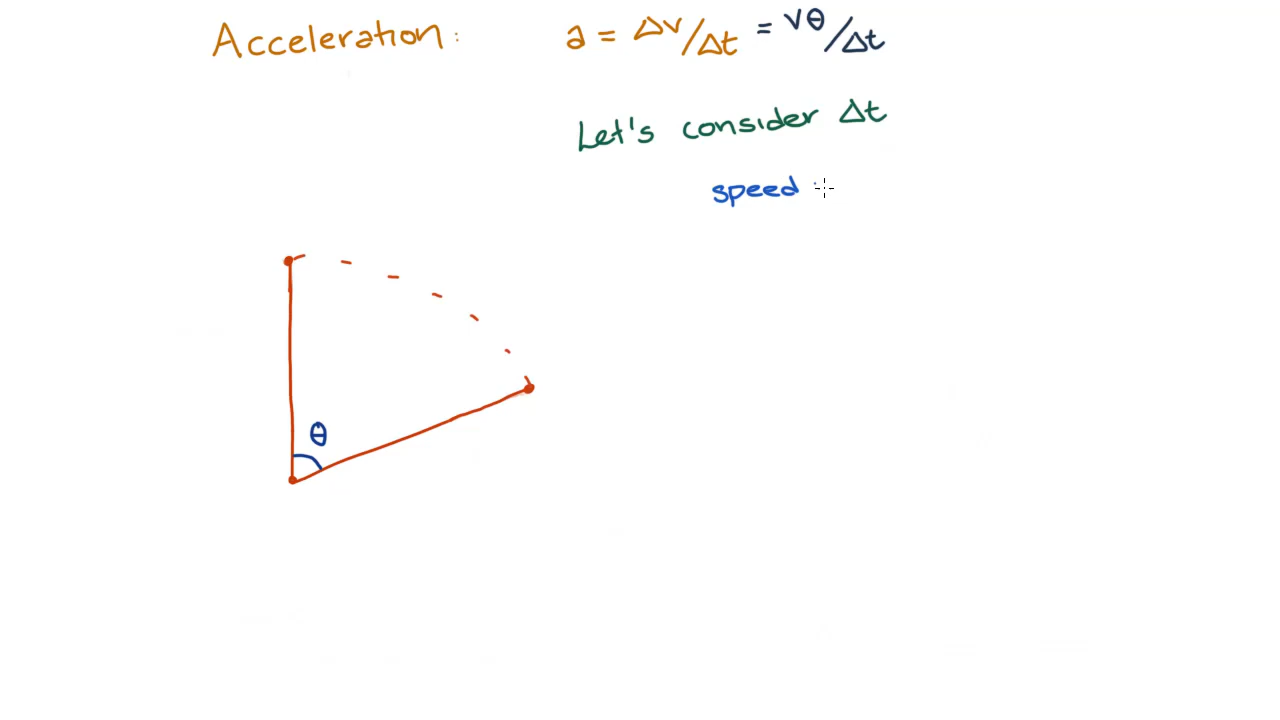 Acceleration: a = Δv/Δt = vθ/Δt
Let's consider Δt
speed
θ